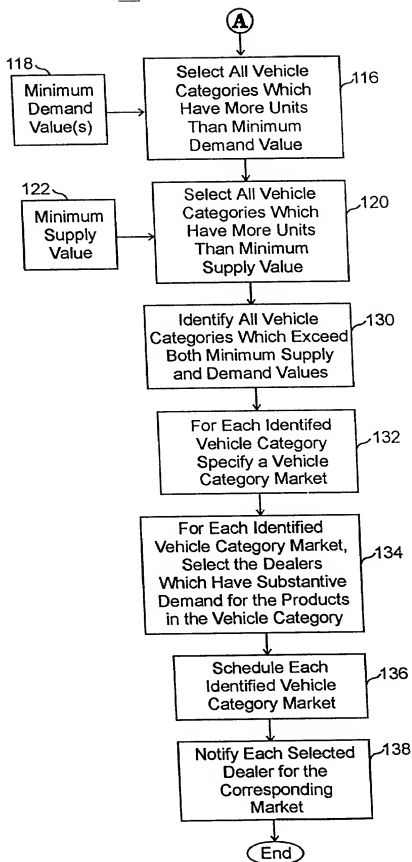 A
118
Minimum
Demand
Value(s)
Select All Vehicle
Categories Which
Have More Units
Than Minimum
Demand Value
116
122
Minimum
Supply
Value
Select All Vehicle
Categories Which
Have More Units
Than Minimum
Supply Value
120
Identify All Vehicle
Categories Which Exceed
Both Minimum Supply
and Demand Values
130
For Each Identifed
Vehicle Category
Specify a Vehicle
Category Market
132
For Each Identified
Vehicle Category Market,
Select the Dealers
Which Have Substantive
Demand for the Products
in the Vehicle Category
134
Schedule Each
Identified Vehicle
Category Market
136
Notify Each Selected
Dealer for the
Corresponding
Market
138
End